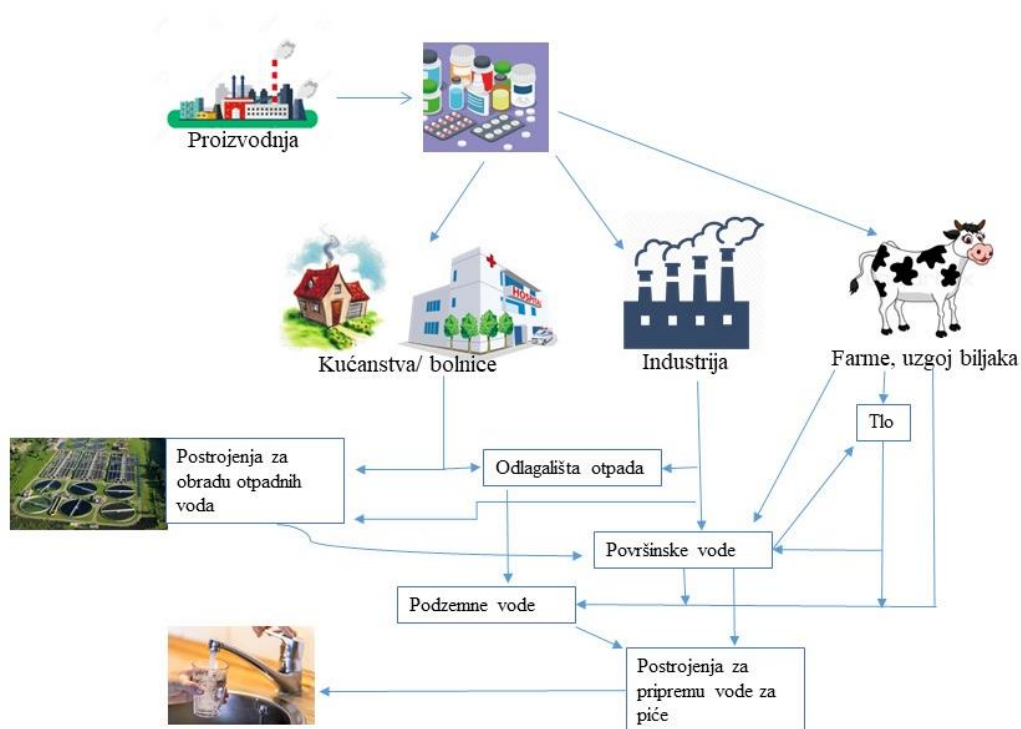 Proizvodnja
HOSPITAL
Kućanstva/ bolnice
Industrija
Farme, uzgoj biljaka
Tlo
Postrojenja za
obradu otpadnih
voda
Odlagališta otpada
Površinske vode
Podzemne vode
Postrojenja za
pripremu vode za
piće